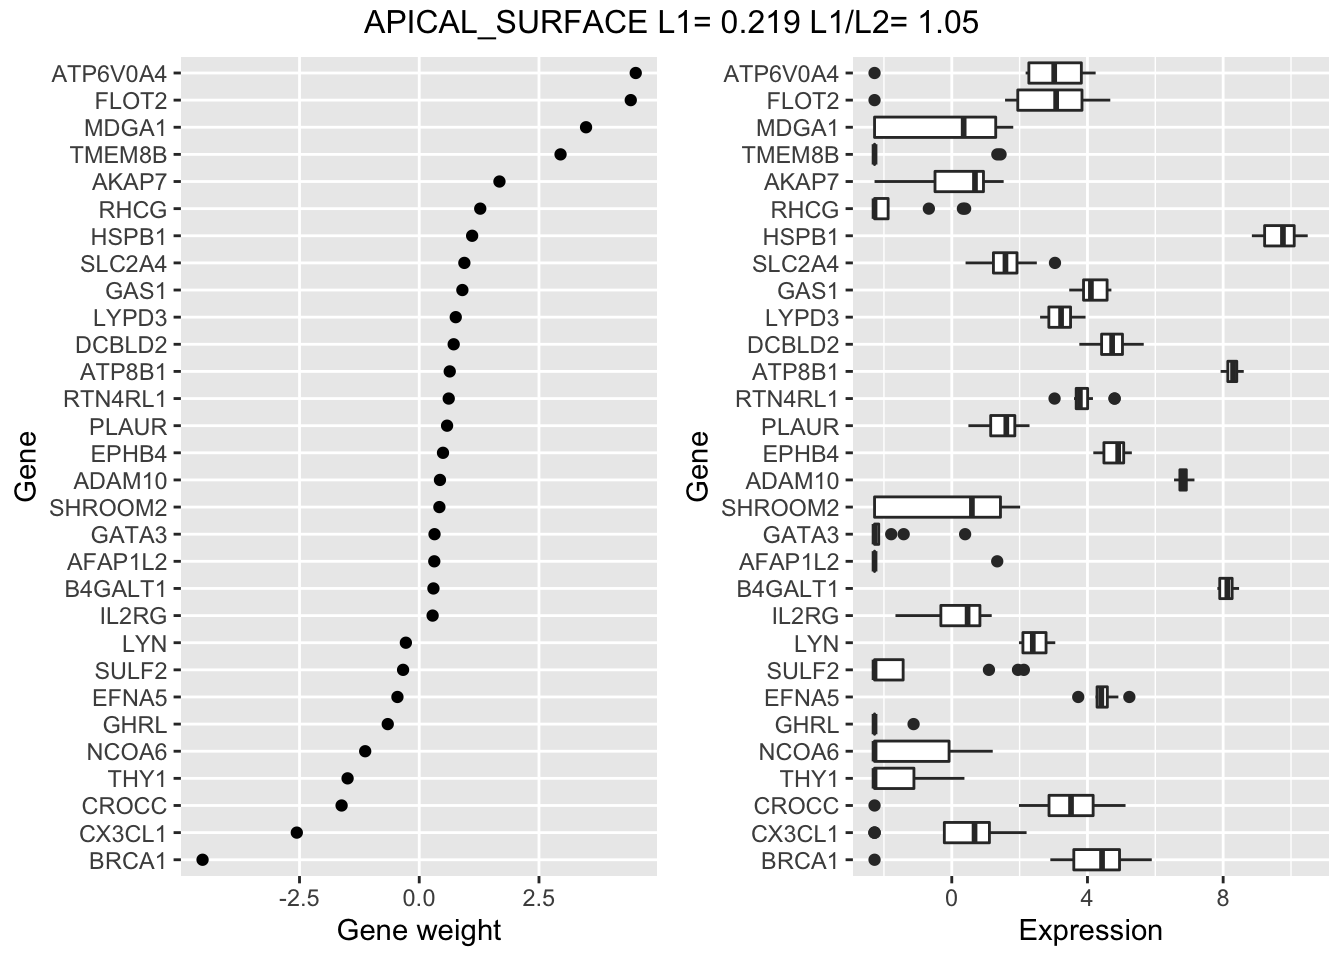 APICAL_SURFACE L1= 0.219 L1/L2= 1.05
Gene
ATP6V0A4
FLOT2
MDGA1
TMEM8B
AKAP7
RHCG
HSPB1
SLC2A4
GAS1
LYPD3
DCBLD2
ATP8B1
RTN4RL1
PLAUR
EPHB4
ADAM10
SHROOM2
GATA3
AFAP1L2
B4GALT1
IL2RG
LYN
SULF2
EFNA5
GHRL
NCOA6
THY1
CROCC
CX3CL1
BRCA1
-2.5 0.0 2.5
Gene weight
Gene
ATP6V0A4
FLOT2
MDGA1
TMEM8B
AKAP7
RHCG
HSPB1
SLC2A4
GAS1
LYPD3
DCBLD2
ATP8B1
RTN4RL1
PLAUR
EPHB4
ADAM10
SHROOM2
GATA3
AFAP1L2
B4GALT1
IL2RG
LYN
SULF2
EFNA5
GHRL
NCOA6
THY1
CROCC
CX3CL1
BRCA1
0 4 8
Expression